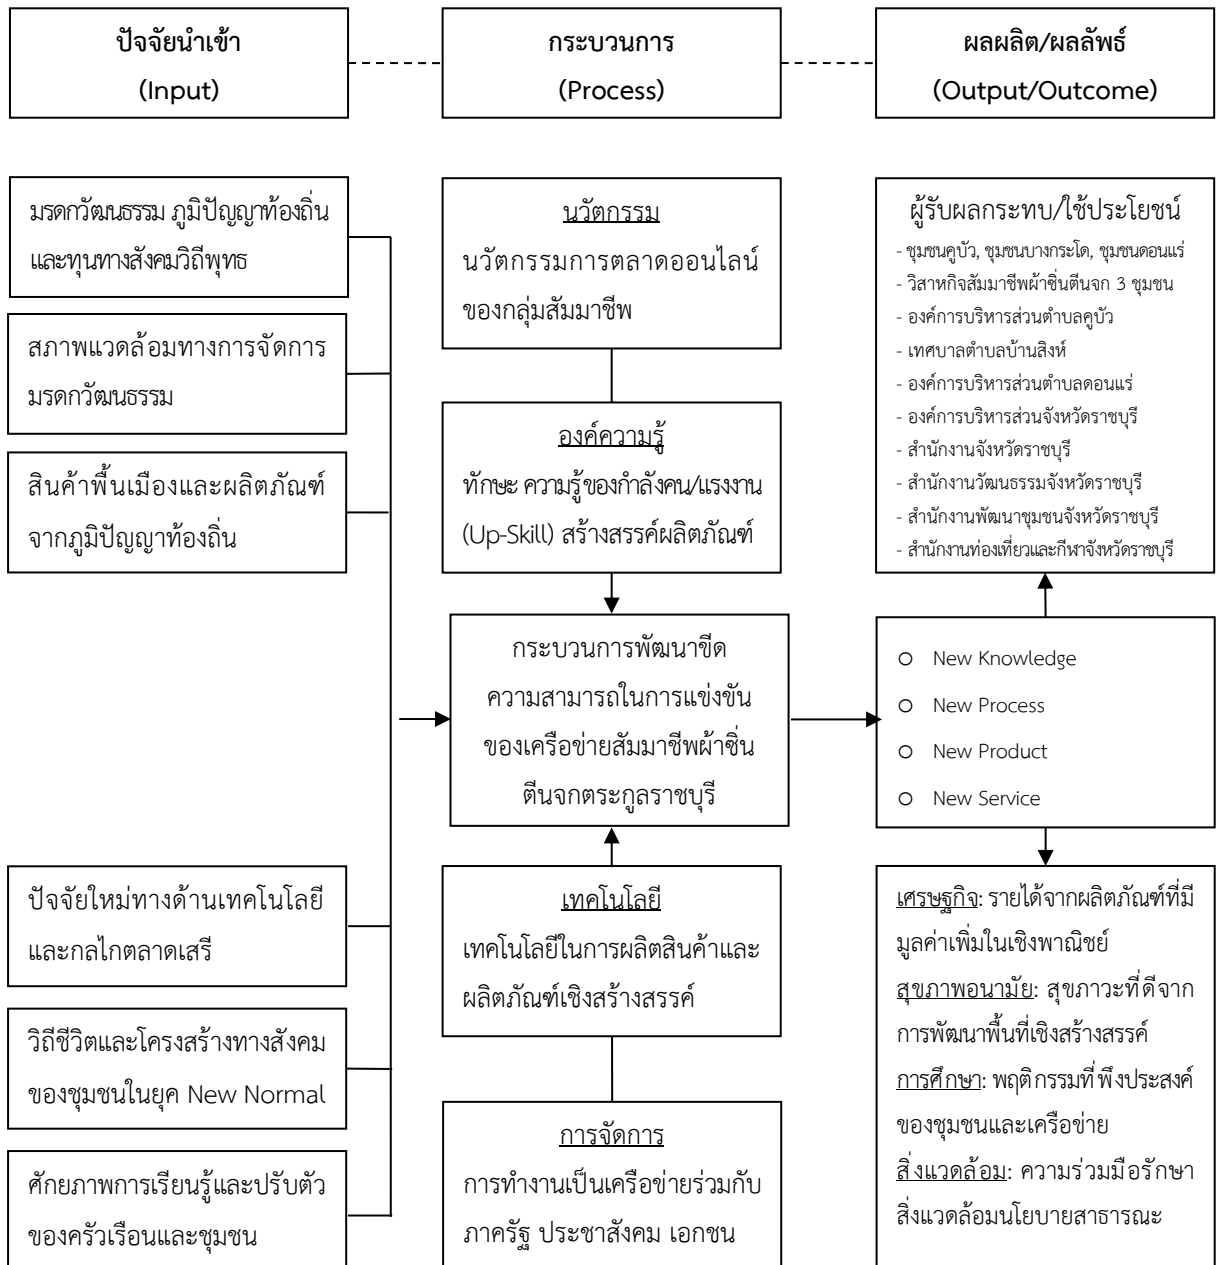 ปัจจัยนำเข้า
(Input)
กระบวนการ
(Process)
ผลผลิต/ผลลัพธ์
(Output/Outcome)
มรดกวัฒนธรรม ภูมิปัญญาท้องถิ่น
และทุนทางสังคมวิถีพุทธ
สภาพแวดล้อมทางการจัดการ
มรดกวัฒนธรรม
สินค้าพื้นเมืองและผลิตภัณฑ์
จากภูมิปัญญาท้องถิ่น
ปัจจัยใหม่ทางด้านเทคโนโลยี
และกลไกตลาดเสรี
วิถีชีวิตและโครงสร้างทางสังคม
ของชุมชนในยุค New Normal
ศักยภาพการเรียนรู้และปรับตัว
ของครัวเรือนและชุมชน
นวัตกรรม
นวัตกรรมการตลาดออนไลน์
ของกลุ่มสัมมาชีพ
องค์ความรู้
ทักษะ ความรู้ของกำลังคน/แรงงาน
(Up-Skill) สร้างสรรค์ผลิตภัณฑ์
กระบวนการพัฒนาขีด
ความสามารถในการแข่งขัน
ของเครือข่ายสัมมาชีพผ้าซิ่น
ตีนจกตระกูลราชบุรี
เทคโนโลยี
เทคโนโลยีในการผลิตสินค้าและ
ผลิตภัณฑ์เชิงสร้างสรรค์
การจัดการ
การทำงานเป็นเครือข่ายร่วมกับ
ภาครัฐ ประชาสังคม เอกชน
ผู้รับผลกระทบ/ใช้ประโยชน์
- ชุมชนคูบัว, ชุมชนบางกระโด, ชุมชนดอนแร่
- วิสาหกิจสัมมาชีพผ้าซิ่นตีนจก 3 ชุมชน
- องค์การบริหารส่วนตำบลคูบัว
- เทศบาลตำบลบ้านสิงห์
- องค์การบริหารส่วนตำบลดอนแร่
- องค์การบริหารส่วนจังหวัดราชบุรี
- สำนักงานจังหวัดราชบุรี
- สำนักงานวัฒนธรรมจังหวัดราชบุรี
- สำนักงานพัฒนาชุมชนจังหวัดราชบุรี
- สำนักงานท่องเที่ยวและกีฬาจังหวัดราชบุรี
○ New Knowledge
○ New Process
○ New Product
○ New Service
เศรษฐกิจ: รายได้จากผลิตภัณฑ์ที่มี
มูลค่าเพิ่มในเชิงพาณิชย์
สุขภาพอนามัย: สุขภาวะที่ดีจาก
การพัฒนาพื้นที่เชิงสร้างสรรค์
การศึกษา: พฤติกรรมที่พึงประสงค์
ของชุมชนและเครือข่าย
สิ่งแวดล้อม: ความร่วมมือรักษา
สิ่งแวดล้อมนโยบายสาธารณะ